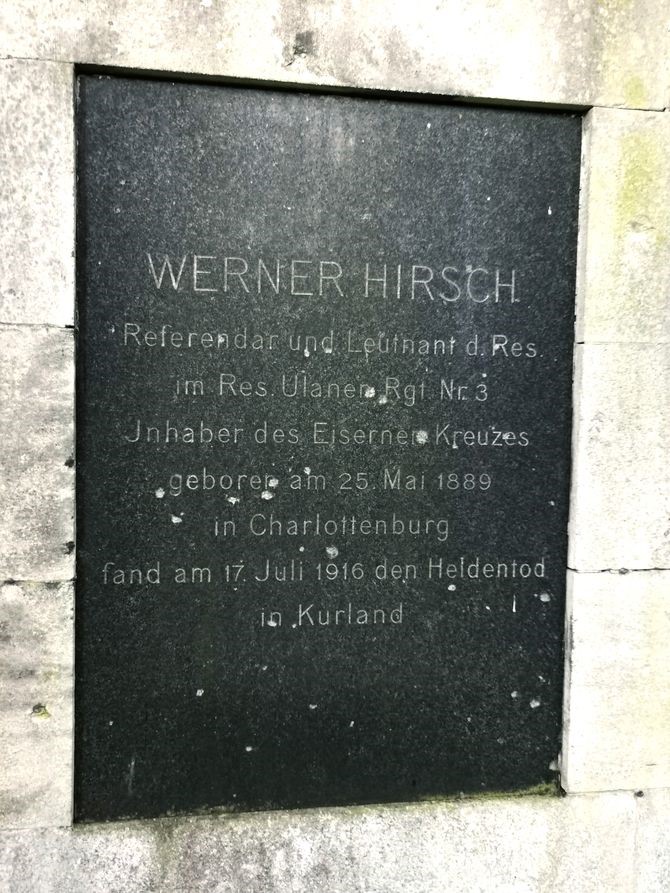 WERNER HIRSCH
Referendar und Leutnant d. Res.
im Res. Ulanen Rgt. Nr. 3
Jnhaber des Eisernen Kreuzes
geboren am 25. Mai 1889
in Charlottenburg
fand am 17. Juli 1916 den Heldentod
in Kurland